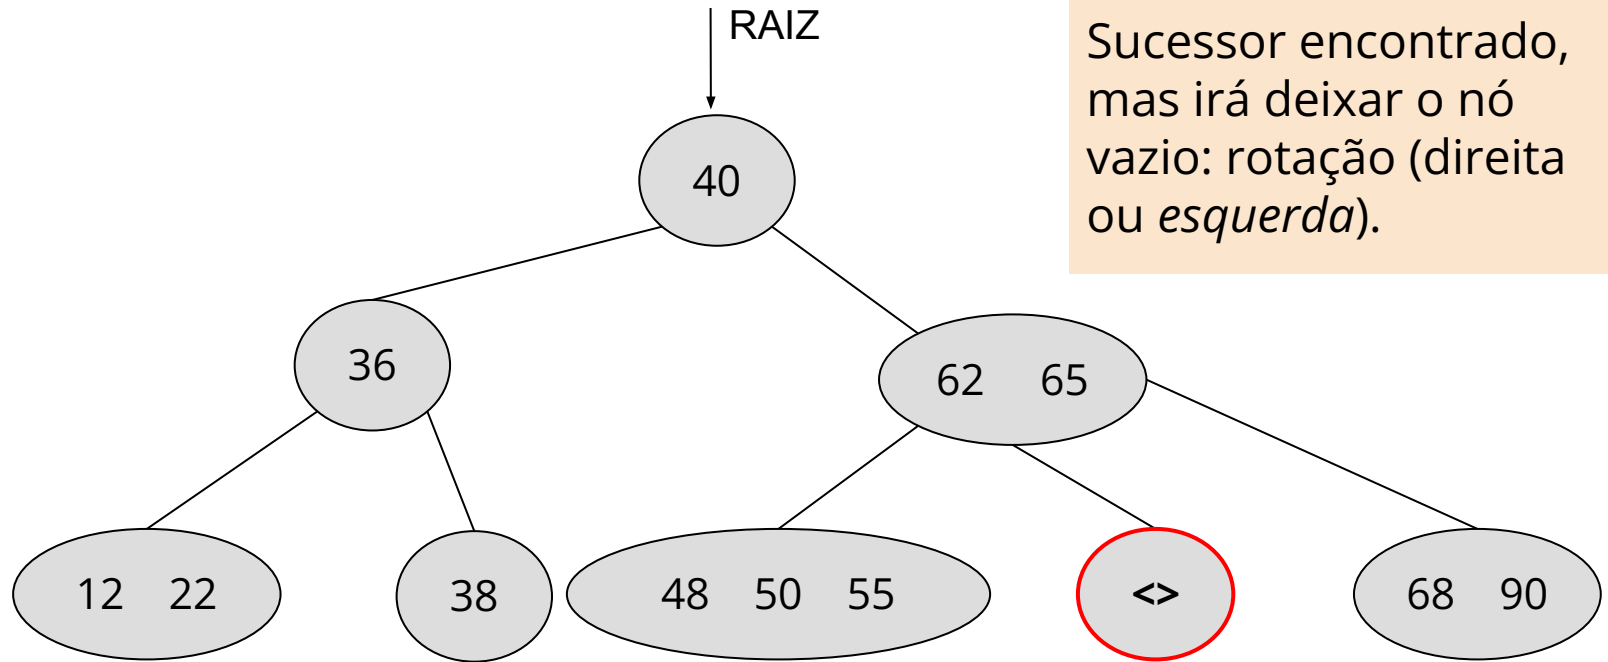 RAIZ
Sucessor encontrado,
mas irá deixar o nó
vazio: rotação (direita
ou esquerda).
40
36
62 65
12 22
38
48 50 55
<>
68 90